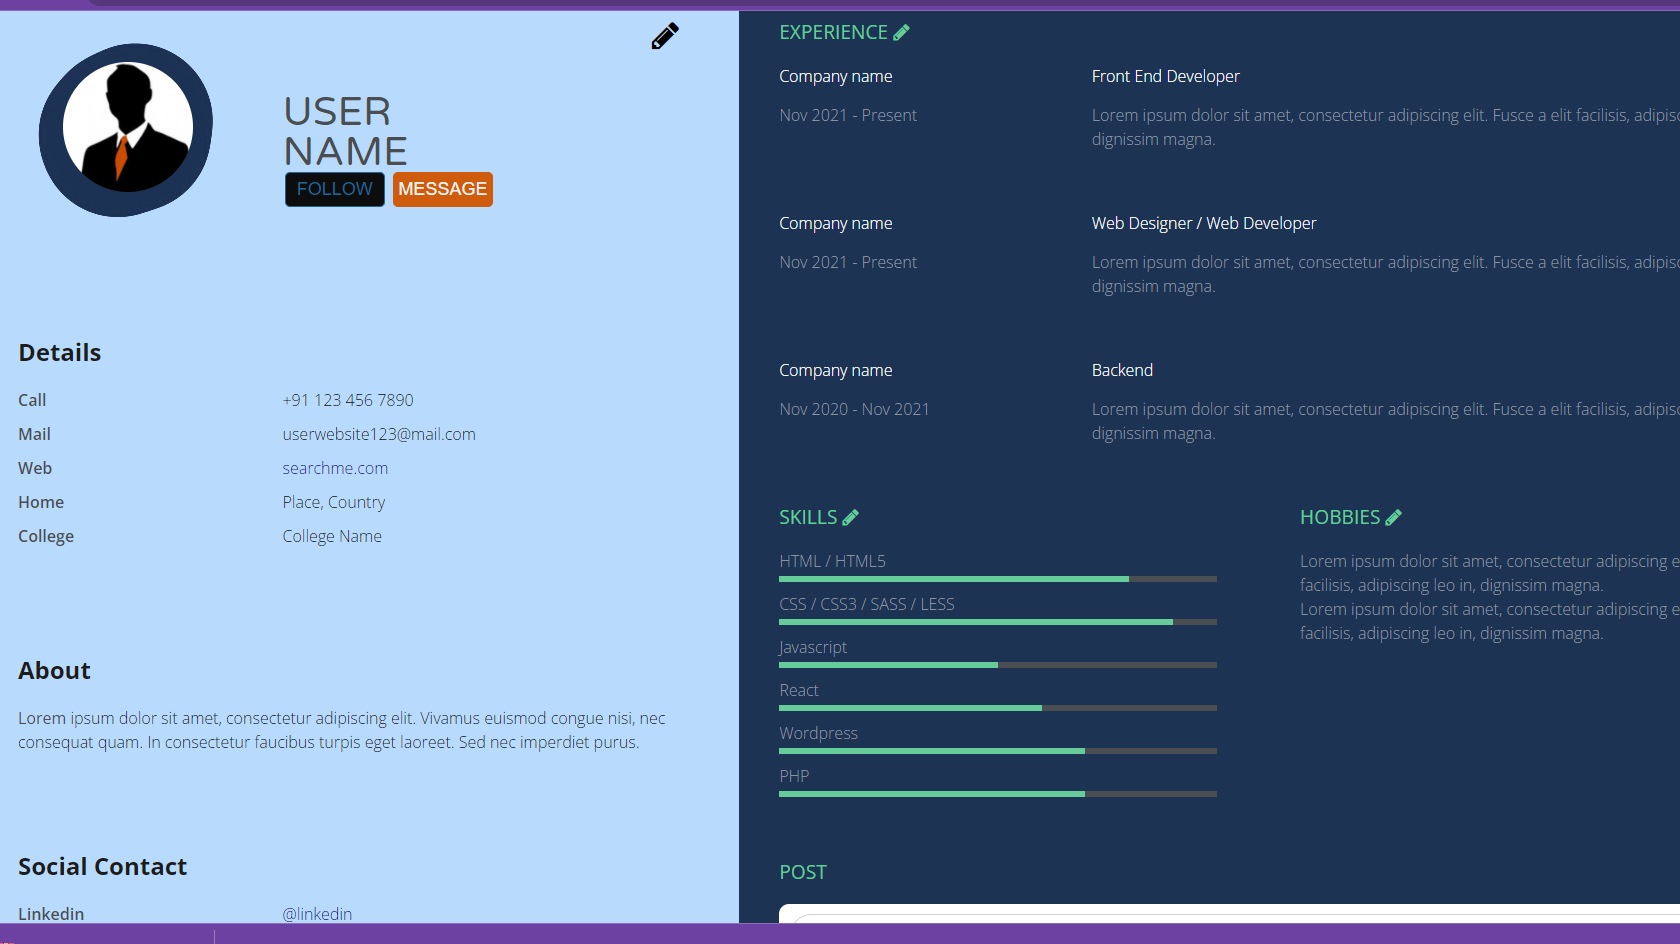 USER
NAME
FOLLOW
MESSAGE
Details
Call
+91 123 456 7890
Mail
userwebsite123@mail.com
Web
searchme.com
Home
Place, Country
College
College Name
About
Lorem ipsum dolor sit amet, consectetur adipiscing elit. Vivamus euismod congue nisi, nec
consequat quam. In consectetur faucibus turpis eget laoreet. Sed nec imperdiet purus.
Social Contact
Linkedin
@linkedin
EXPERIENCE
Company name
Front End Developer
Nov 2021 - Present
Lorem ipsum dolor sit amet, consectetur adipiscing elit. Fusce a elit facilisis, adipisc
dignissim magna.
Company name
Web Designer / Web Developer
Nov 2021 - Present
Lorem ipsum dolor sit amet, consectetur adipiscing elit. Fusce a elit facilisis, adipisc
dignissim magna.
Company name
Backend
Nov 2020 - Nov 2021
Lorem ipsum dolor sit amet, consectetur adipiscing elit. Fusce a elit facilisis, adipisc
dignissim magna.
SKILLS
HTML / HTML5
CSS / CSS3 / SASS / LESS
Javascript
React
Wordpress
PHP
HOBBIES
Lorem ipsum dolor sit amet, consectetur adipiscing e
facilisis, adipiscing leo in, dignissim magna.
Lorem ipsum dolor sit amet, consectetur adipiscing e
facilisis, adipiscing leo in, dignissim magna.
POST